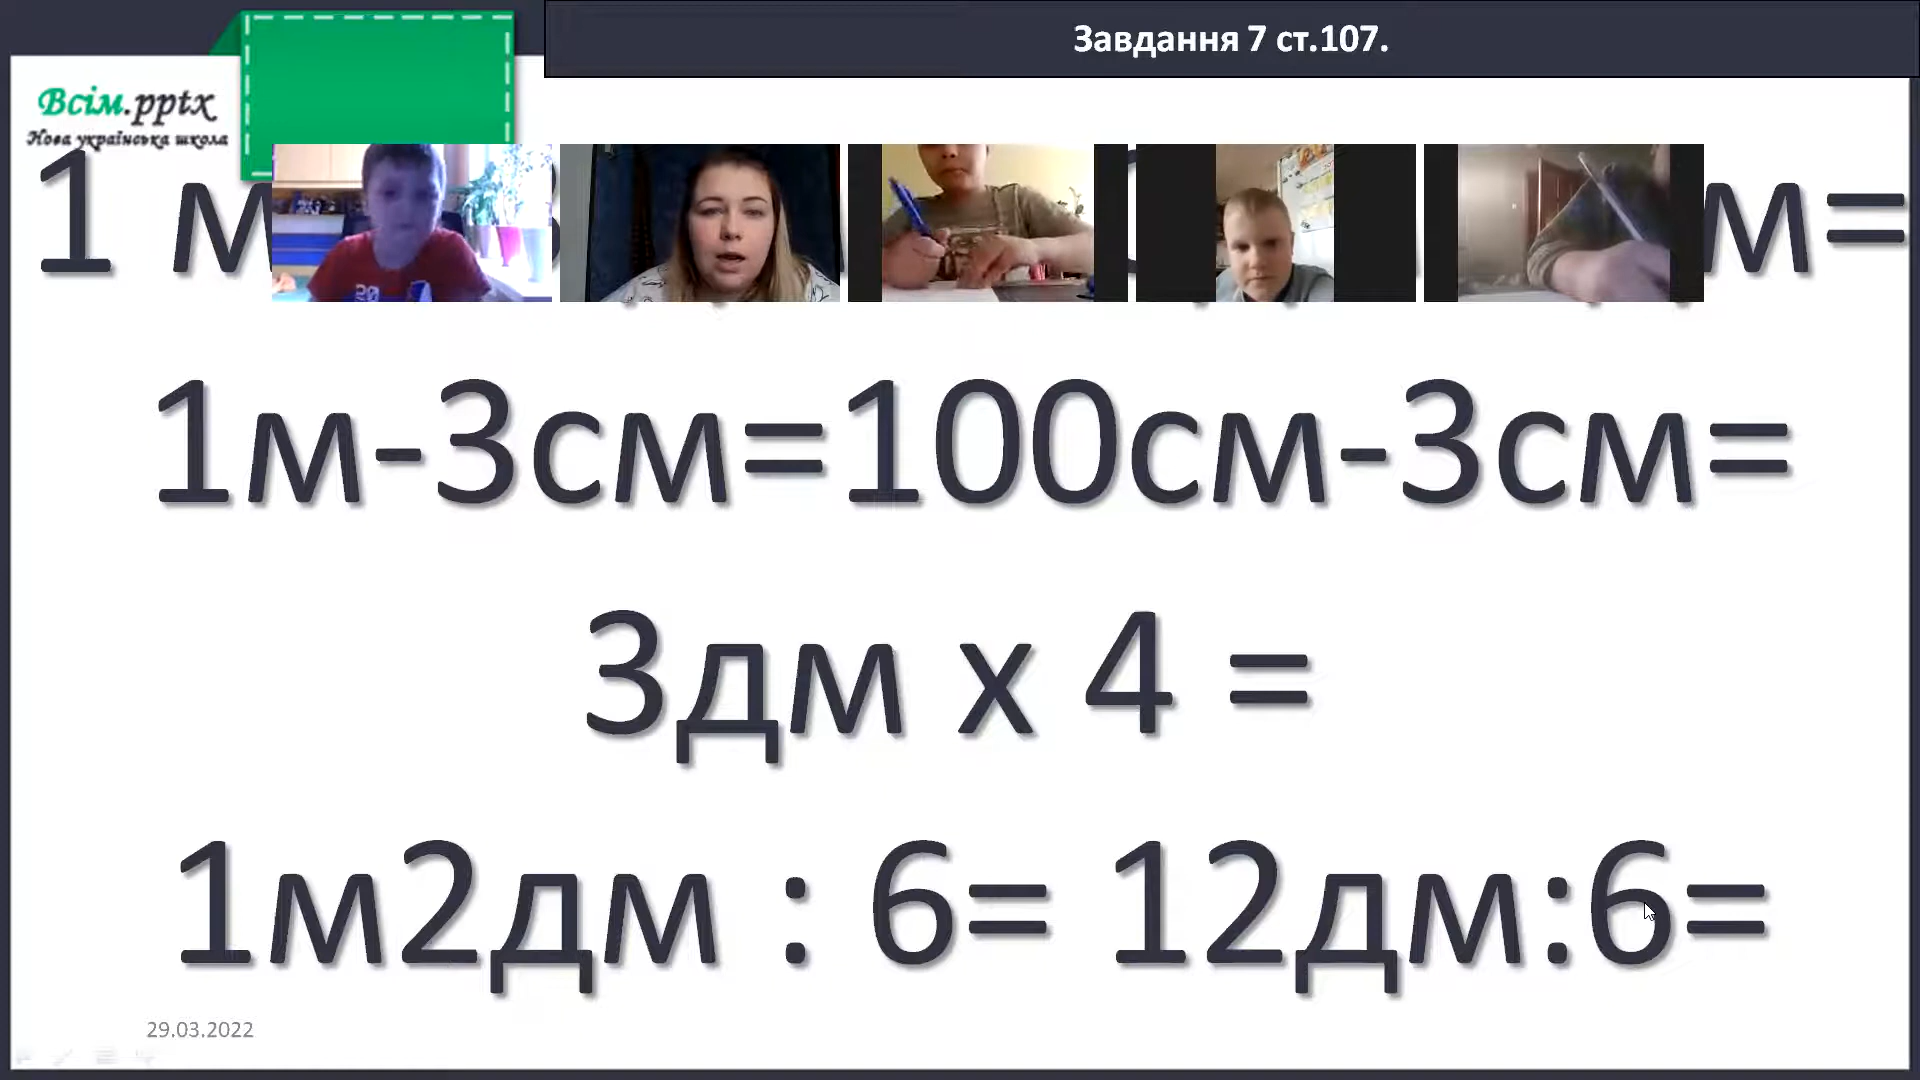 Завдання 7 ст.107.
Всім.pptx
Нова українська школа
1 м м=
1м-3см=100см-3см=
20
3дм х 4 =
1м2дм : 6= 12дм:6=
29.03.2022